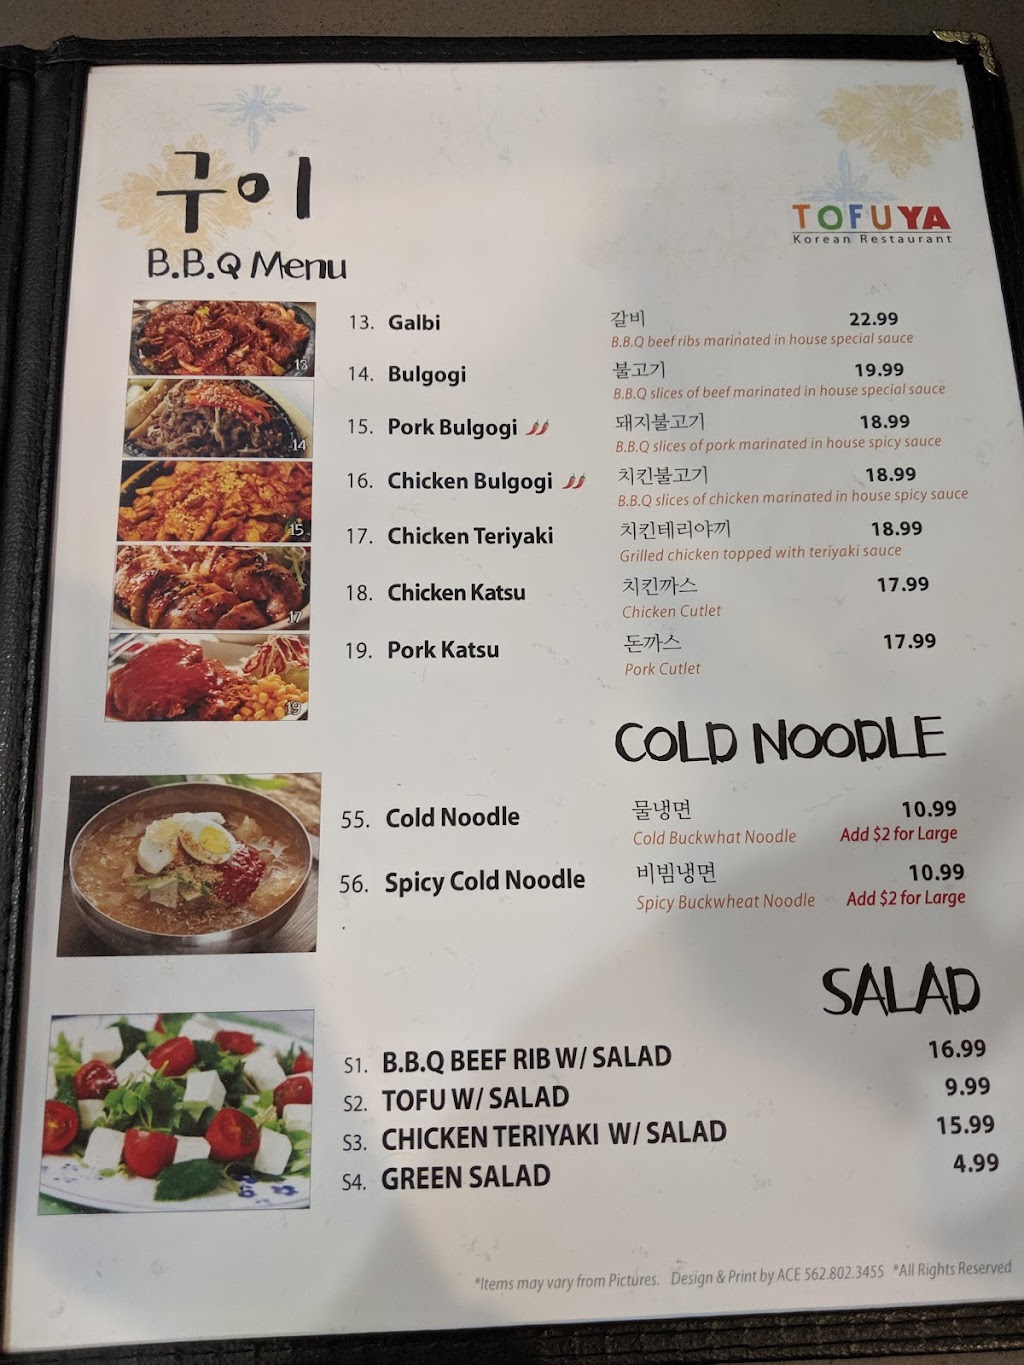 구이
B.B.Q Menu
TOFUYA
Korean Restaurant
13
14
15
17
19
13. Galbi 갈비 22.99
B.B.Q beef ribs marinated in house special sauce
14. Bulgogi 불고기 19.99
B.B.Q slices of beef marinated in house special sauce
15. Pork Bulgogi 돼지불고기 18.99
B.B.Q slices of pork marinated in house spicy sauce
16. Chicken Bulgogi 치킨불고기 18.99
B.B.Q slices of chicken marinated in house spicy sauce
17. Chicken Teriyaki 치킨테리야끼 18.99
Grilled chicken topped with teriyaki sauce
18. Chicken Katsu 치킨까스 17.99
Chicken Cutlet
19. Pork Katsu 돈까스 17.99
Pork Cutlet
COLD NOODLE
55. Cold Noodle 물냉면 10.99
Cold Buckwhat Noodle Add $2 for Large
56. Spicy Cold Noodle 비빔냉면 10.99
Spicy Buckwheat Noodle Add $2 for Large
SALAD
S1. B.B.Q BEEF RIB W/ SALAD 16.99
S2. TOFU W/ SALAD 9.99
S3. CHICKEN TERIYAKI W/ SALAD 15.99
S4. GREEN SALAD 4.99
*Items may vary from Pictures. Design & Print by ACE 562.802.3455 *All Rights Reserved